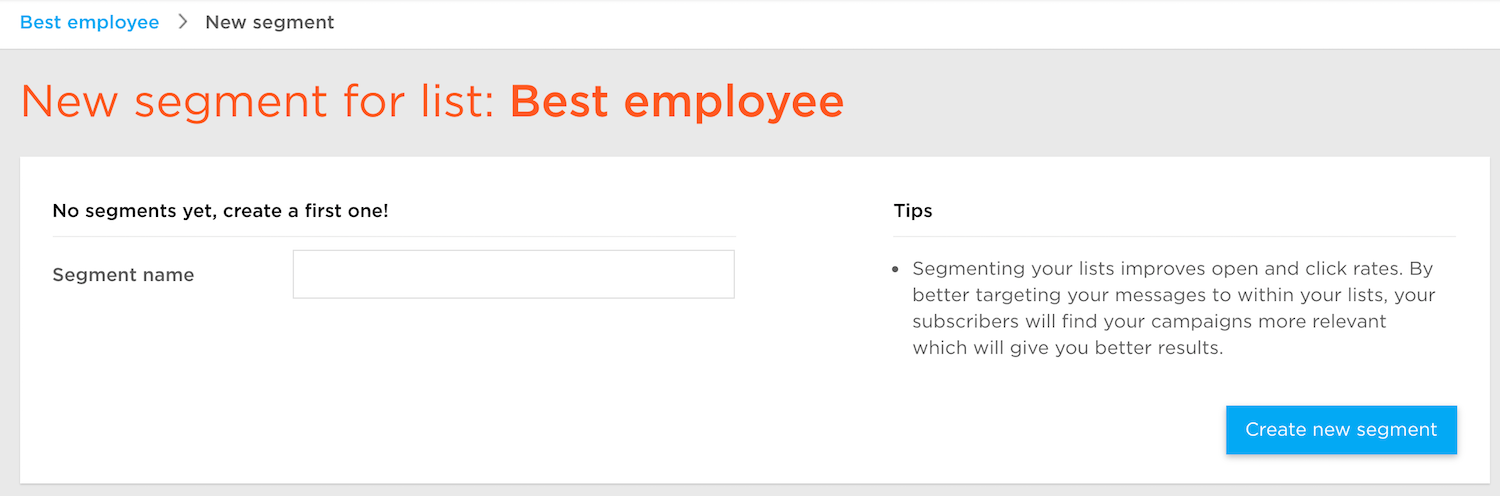 Best employee > New segment
New segment for list: Best employee
No segments yet, create a first one!
Segment name
Tips
• Segmenting your lists improves open and click rates. By
better targeting your messages to within your lists, your
subscribers will find your campaigns more relevant
which will give you better results.
Create new segment